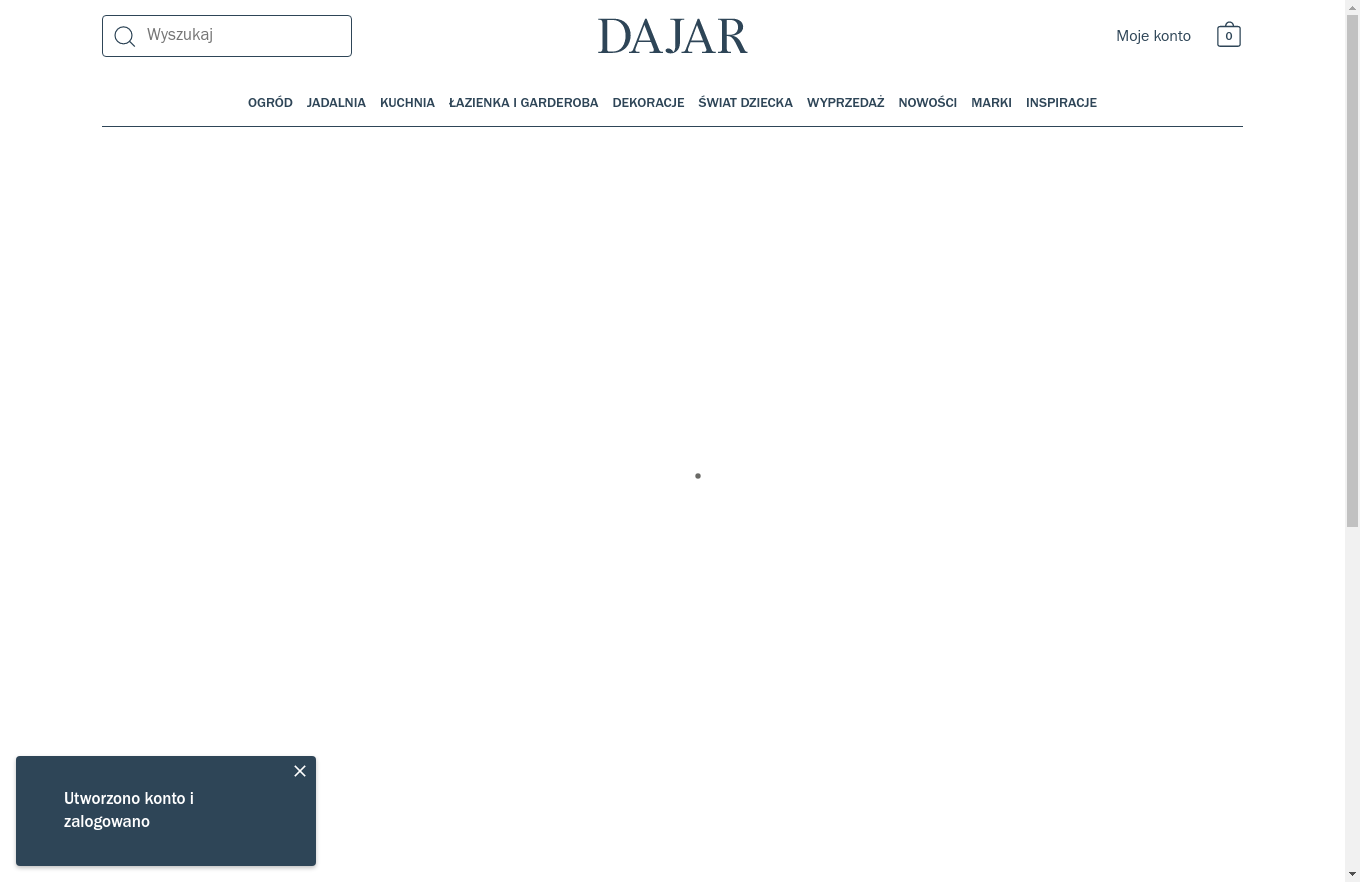 Wyszukaj
DAJAR
Moje konto
0
OGRÓD JADALNIA KUCHNIA ŁAZIENKA I GARDEROBA DEKORACJE ŚWIAT DZIECKA WYPRZEDAŻ NOWOŚCI MARKI INSPIRACJE
Utworzono konto i
zalogowano